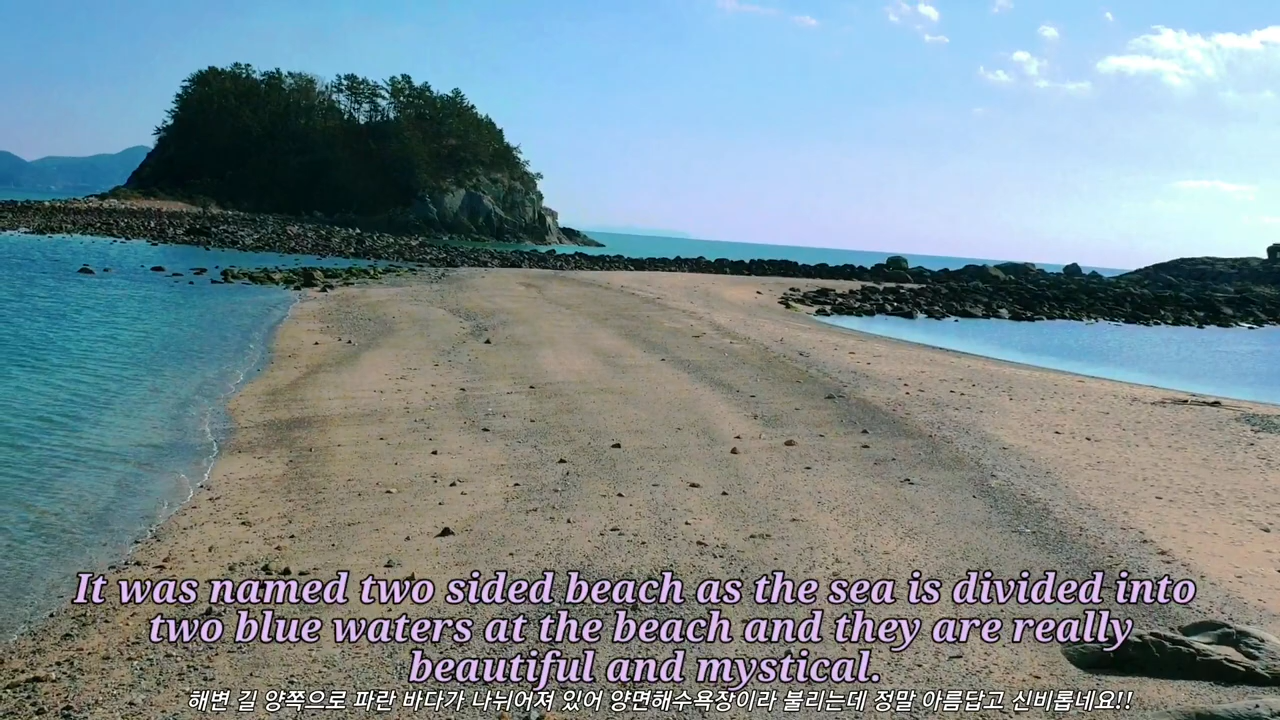 It was named two sided beach as the sea is divided into
two blue waters at the beach and they are really
beautiful and mystical.
해변 길 양쪽으로 파란 바다가 나뉘어져 있어 양면해수욕장이라 불리는데 정말 아름답고 신비롭네요!!